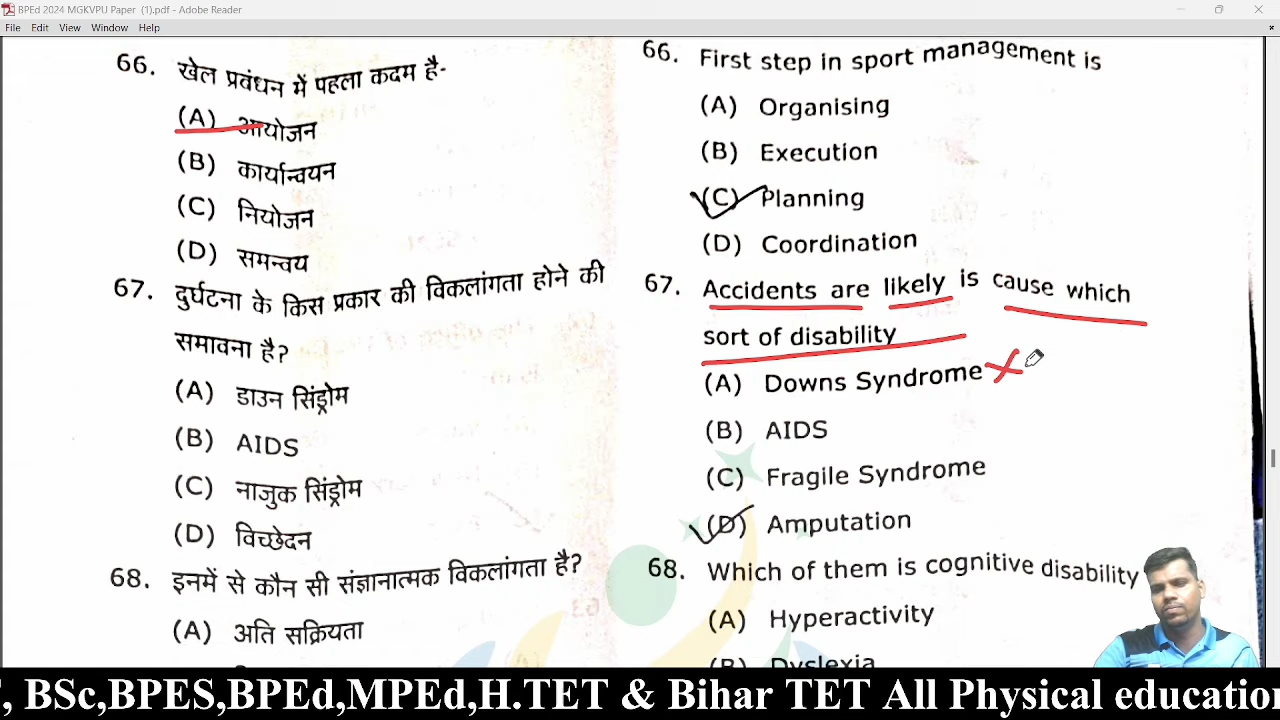 BPEd 2024 MGKVPU Paper (1).pdf - Adobe Reader
File Edit View Window Help
66. खेल प्रबंधन में पहला कदम है-
(A) आयोजन
(B) कार्यान्वयन
(C) नियोजन
(D) समन्वय
67. दुर्घटना के किस प्रकार की विकलांगता होने की
समावना है?
(A) डाउन सिंड्रोम
(B) AIDS
(C) नाजुक सिंड्रोम
(D) विच्छेदन
68. इनमें से कौन सी संज्ञानात्मक विकलांगता है?
(A) अति सक्रियता
66. First step in sport management is
(A) Organising
(B) Execution
(C) Planning
(D) Coordination
67. Accidents are likely is cause which
sort of disability
(A) Downs Syndrome
(B) AIDS
(C) Fragile Syndrome
(D) Amputation
68. Which of them is cognitive disability
(A) Hyperactivity
(B) Dyslexia
, BSc,BPES,BPEd,MPEd,H.TET & Bihar TET All Physical education